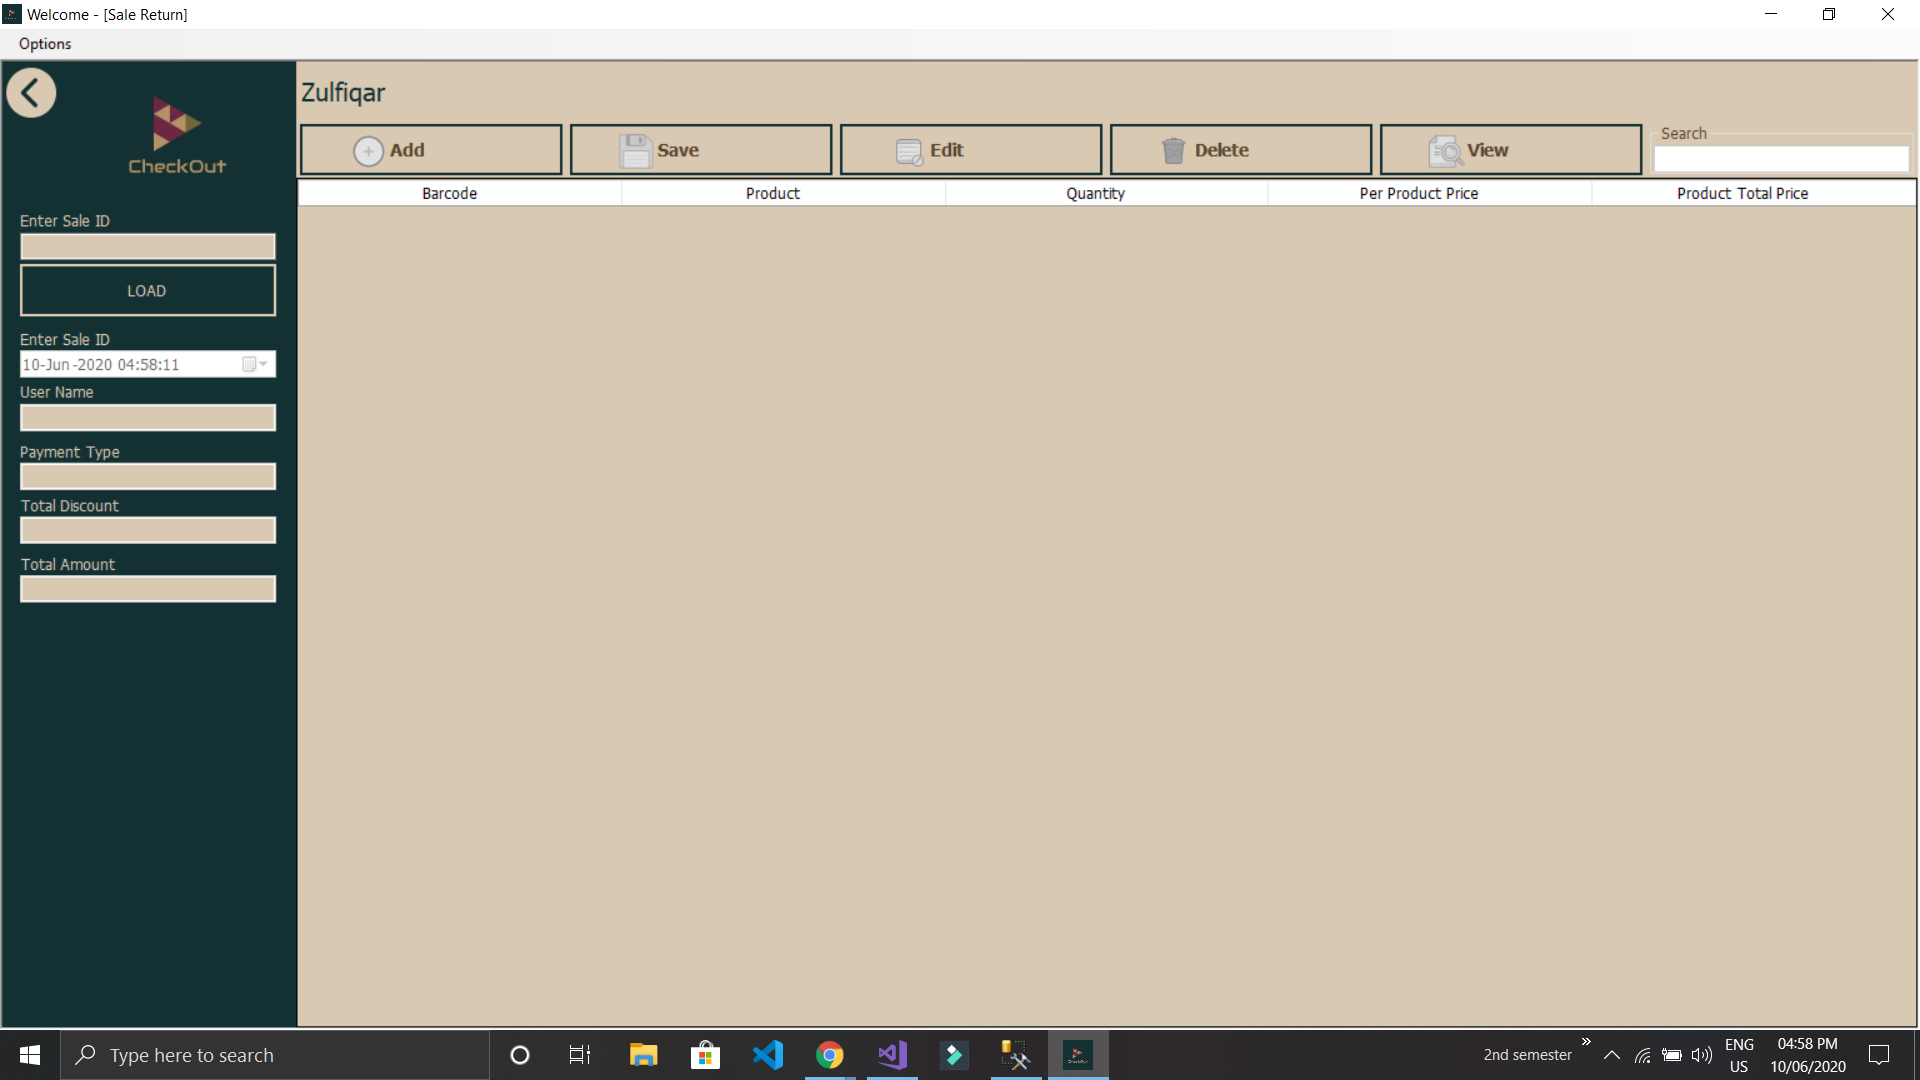 Welcome - [Sale Return]
Options
CheckOut
Enter Sale ID
LOAD
Enter Sale ID
10-Jun-2020 04:58:11
User Name
Payment Type
Total Discount
Total Amount
Zulfiqar
Add Save Edit Delete View
Search
Barcode Product Quantity Per Product Price Product Total Price
Type here to search
2nd semester
ENG
US
04:58 PM
10/06/2020